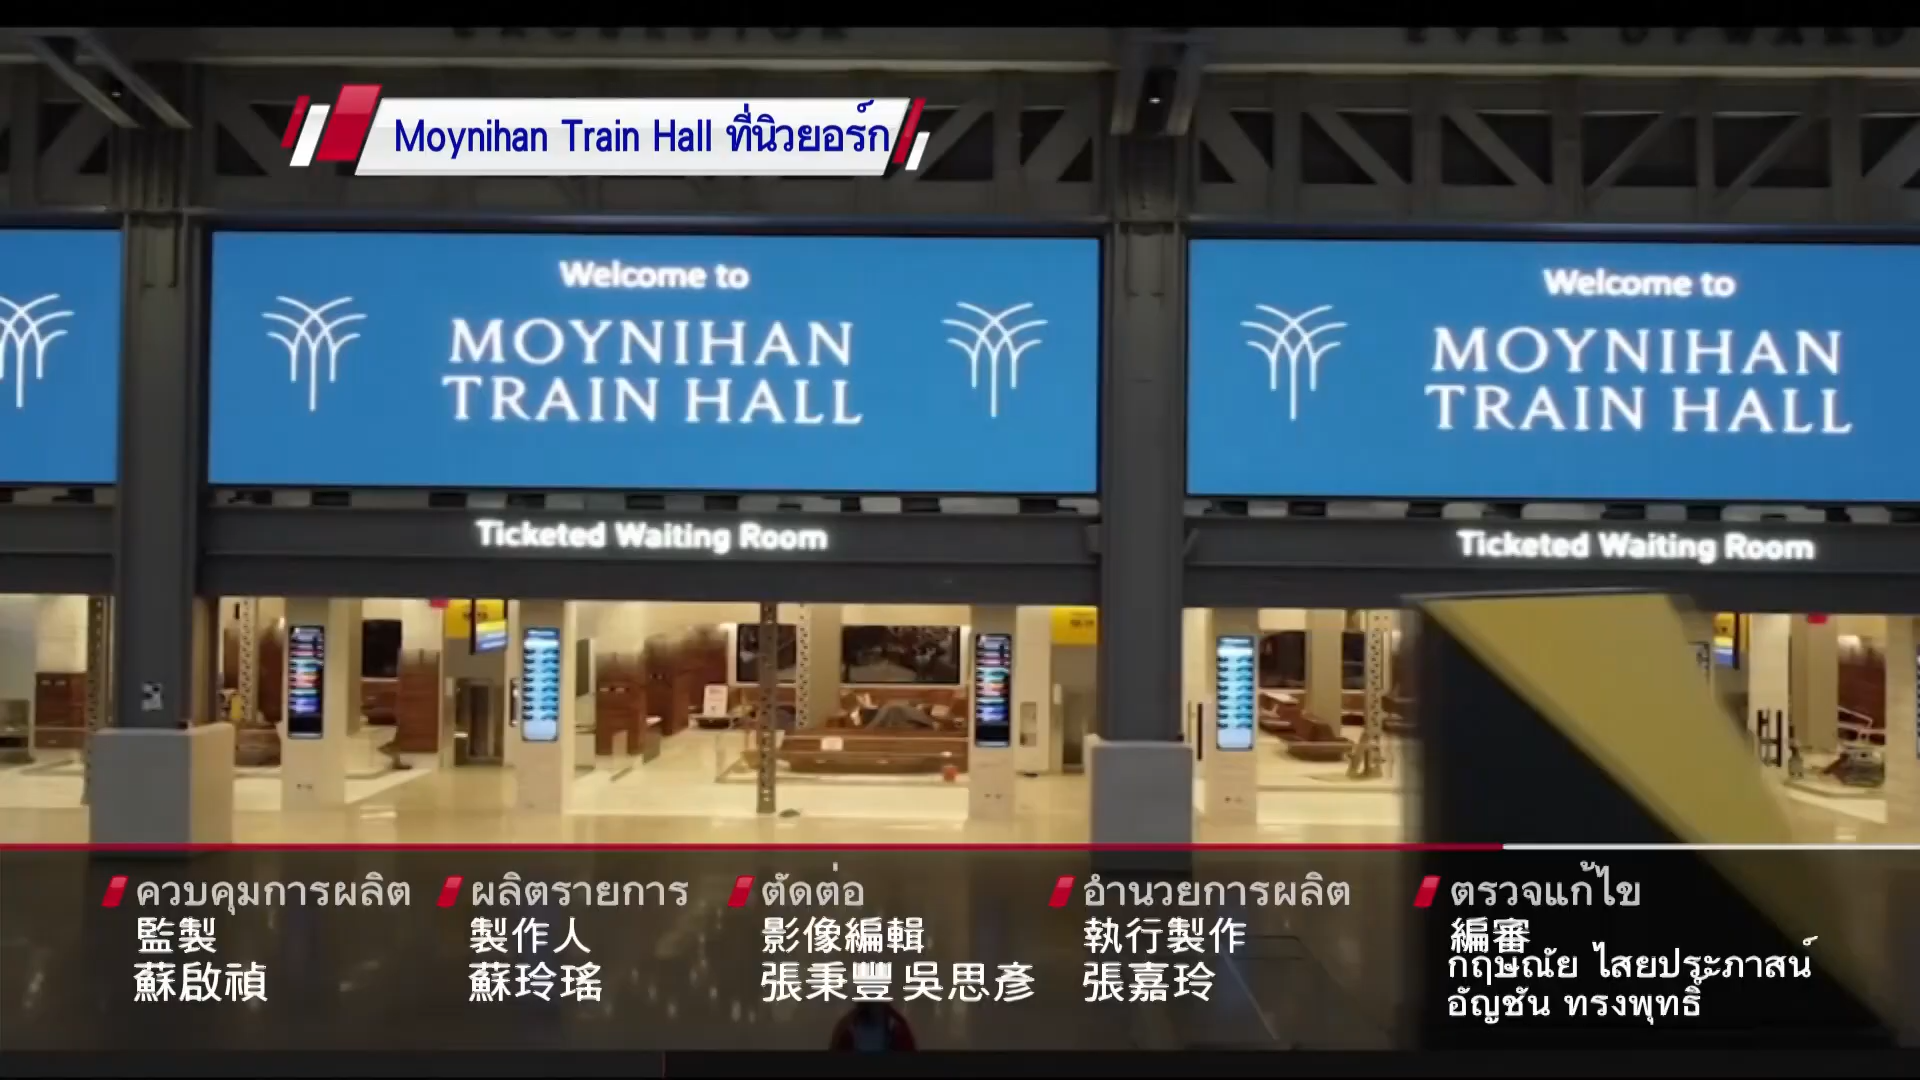 EVER UPWARD
Moynihan Train Hall ที่นิวยอร์ก
Welcome to
MOYNIHAN
TRAIN HALL
Welcome to
MOYNIHAN
TRAIN HALL
Ticketed Waiting Room
Ticketed Waiting Room
ควบคุมการผลิต
監製
蘇啟禎
ผลิตรายการ
製作人
蘇玲瑤
ตัดต่อ
影像編輯
張秉豐 吳思彥
อำนวยการผลิต
執行製作
張嘉玲
ตรวจแก้ไข
編審
กฤษณัย ไสยประภาสน์
อัญชัน ทรงพุทธิ์